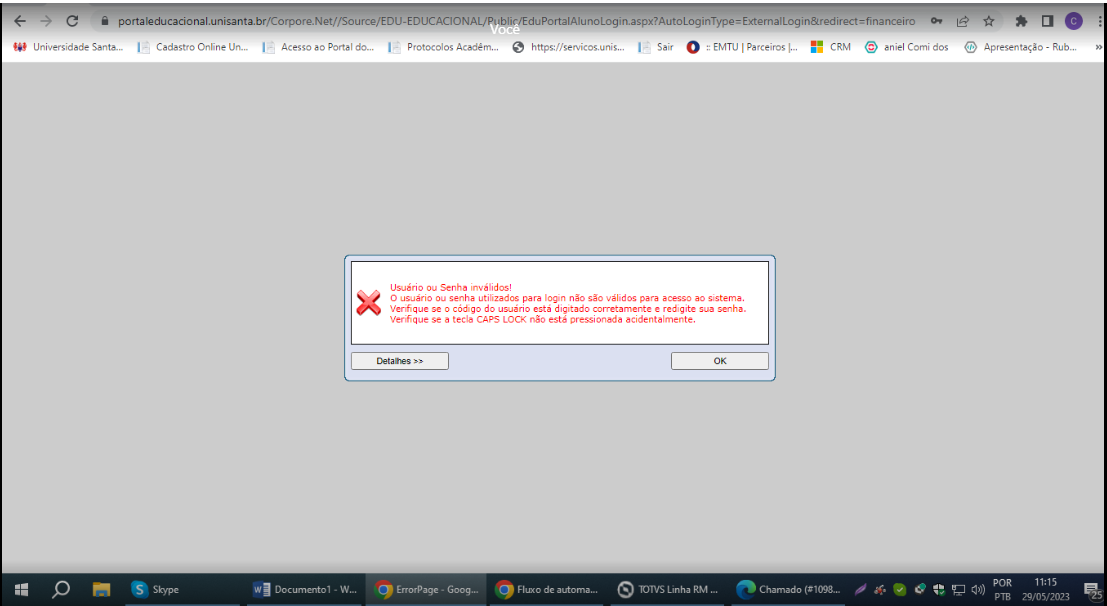 portaleducacional.unisanta.br/Corpore.Net//Source/EDU-EDUCACIONAL/Public/EduPortalAlunoLogin.aspx?AutoLoginType=ExternalLogin&redirect=financeiro
C
Você
Universidade Santa...
Cadastro Online Un...
Acesso ao Portal do...
Protocolos Acadêm...
https://servicos.unis...
Sair
:: EMTU | Parceiros |...
CRM
aniel Comi dos
Apresentação - Rub...
»
Usuário ou Senha inválidos!
O usuário ou senha utilizados para login não são válidos para acesso ao sistema.
Verifique se o código do usuário está digitado corretamente e redigite sua senha.
Verifique se a tecla CAPS LOCK não está pressionada acidentalmente.
Detalhes >>
OK
Skype
Documento1 - W...
ErrorPage - Goog...
Fluxo de automa...
TOTVS Linha RM ...
Chamado (#1098...
POR
PTB
11:15
29/05/2023
25